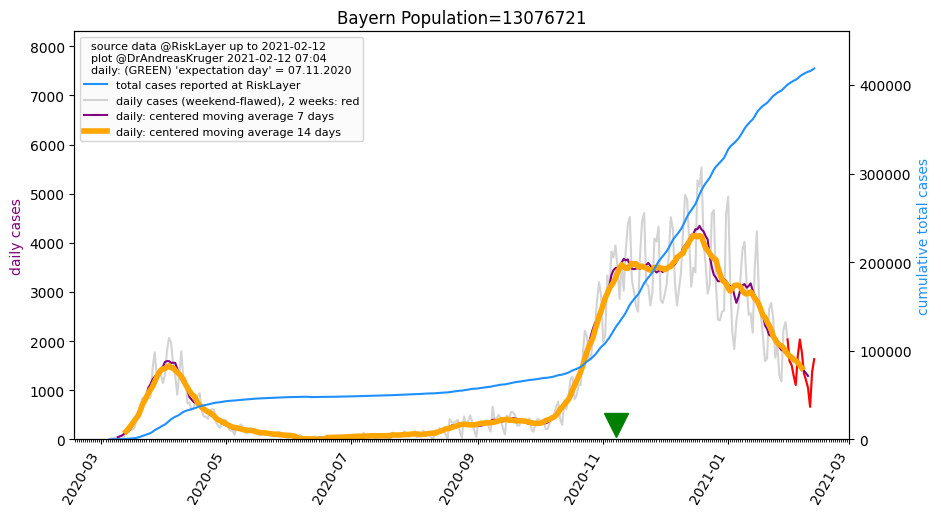 Bayern Population=13076721
source data @RiskLayer up to 2021-02-12
plot @DrAndreasKruger 2021-02-12 07:04
daily: (GREEN) 'expectation day' = 07.11.2020
total cases reported at RiskLayer
daily cases (weekend-flawed), 2 weeks: red
daily: centered moving average 7 days
daily: centered moving average 14 days
daily cases
8000
7000
6000
5000
4000
3000
2000
1000
0
400000
300000
200000
100000
0
cumulative total cases
2020-03
2020-05
2020-07
2020-09
2020-11
2021-01
2021-03